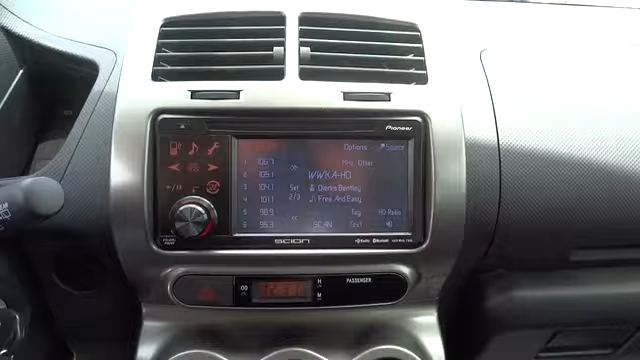 Pioneer
Options Source
1 106.7 MHz Other
2 105.1 WWKA-HD
3 104.1 Set Dierks Bentley
4 101.1 2/3 Free And Easy
5 98.9 Tag HD Radio
6 95.3 SCAN Text
SCION
H
M
PASSENGER